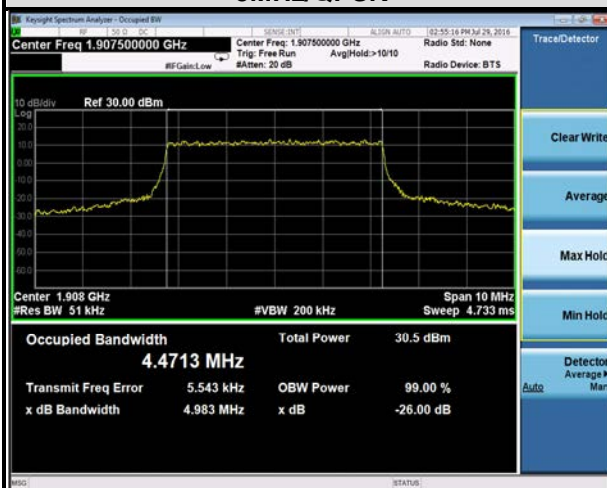 Keysight Spectrum Analyzer - Occupied BW
RF 50 Ω DC SENSE:INT ALIGN AUTO 02:55:16 PM Jul 29, 2016
Center Freq 1.907500000 GHz
Center Freq: 1.907500000 GHz
Radio Std: None
Trig: Free Run Avg|Hold:>10/10
#IFGain:Low #Atten: 20 dB Radio Device: BTS
Trace/Detector
10 dB/div Ref 30.00 dBm
Log
20.0
10.0
0.00
-10.0
-20.0
-30.0
-40.0
-50.0
-60.0
Center 1.908 GHz Span 10 MHz
#Res BW 51 kHz #VBW 200 kHz Sweep 4.733 ms
Occupied Bandwidth Total Power 30.5 dBm
4.4713 MHz
Transmit Freq Error 5.543 kHz OBW Power 99.00 %
x dB Bandwidth 4.983 MHz x dB -26.00 dB
Clear Write
Average
Max Hold
Min Hold
Detector
Average
Auto Man
MSG STATUS